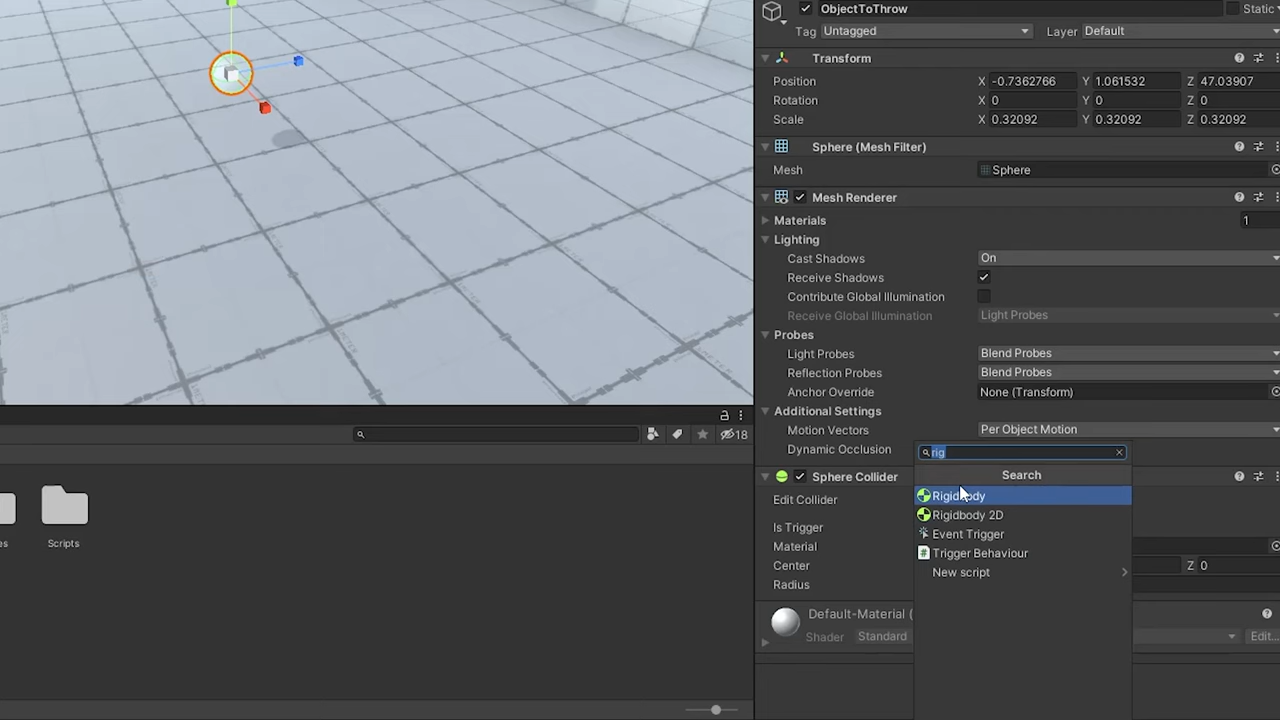 ObjectToThrow
Static
Tag Untagged Layer Default
Transform
Position X -0.7362766 Y 1.061532 Z 47.03907
Rotation X 0 Y 0 Z 0
Scale X 0.32092 Y 0.32092 Z 0.32092
Sphere (Mesh Filter)
Mesh Sphere
Mesh Renderer
Materials 1
Lighting
Cast Shadows On
Receive Shadows
Contribute Global Illumination
Receive Global Illumination Light Probes
Probes
Light Probes Blend Probes
Reflection Probes Blend Probes
Anchor Override None (Transform)
Additional Settings
Motion Vectors Per Object Motion
Dynamic Occlusion
18
rig
Search
Rigidbody
Rigidbody 2D
Event Trigger
Trigger Behaviour
New script
Sphere Collider
Edit Collider
Is Trigger
Material
Center Z 0
Radius
Default-Material (
Shader Standard Edit...
es
Scripts